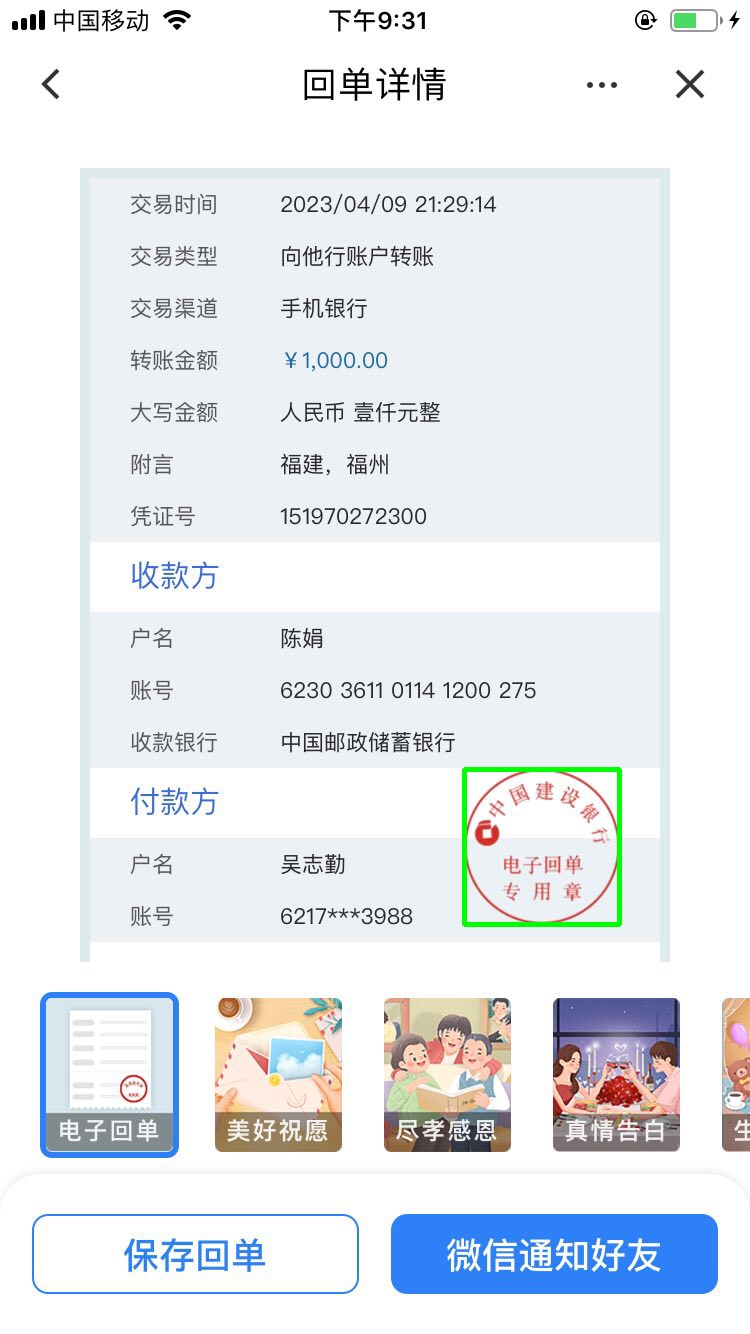 中国移动 下午9:31
回单详情
交易时间 2023/04/09 21:29:14
交易类型 向他行账户转账
交易渠道 手机银行
转账金额 ￥1,000.00
大写金额 人民币 壹仟元整
附言 福建，福州
凭证号 151970272300
收款方
户名 陈娟
账号 6230 3611 0114 1200 275
收款银行 中国邮政储蓄银行
付款方
中国建设银行
电子回单
专用章
户名 吴志勤
账号 6217***3988
电子回单 美好祝愿 尽孝感恩 真情告白 生
保存回单 微信通知好友